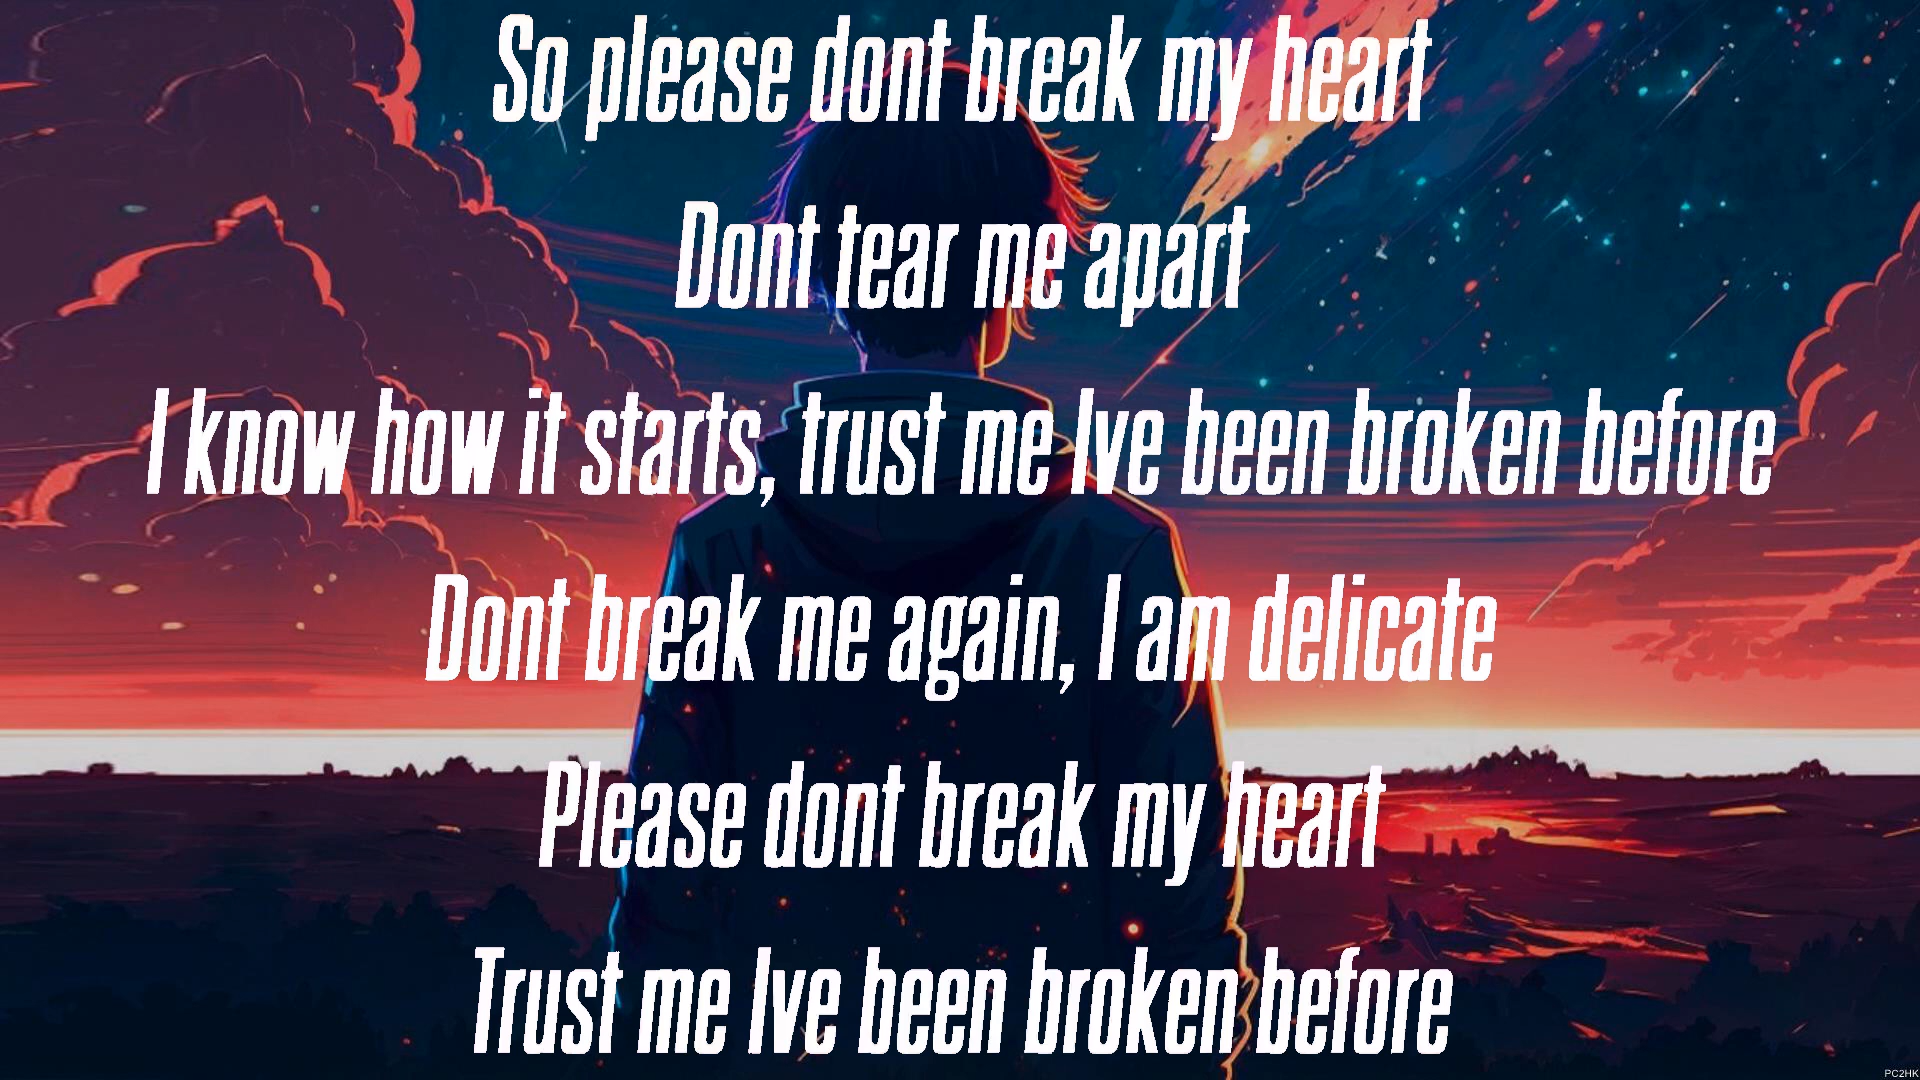 So please dont break my heart
Dont tear me apart
I know how it starts, trust me Ive been broken before
Dont break me again, I am delicate
Please dont break my heart
Trust me Ive been broken before
PC2HK